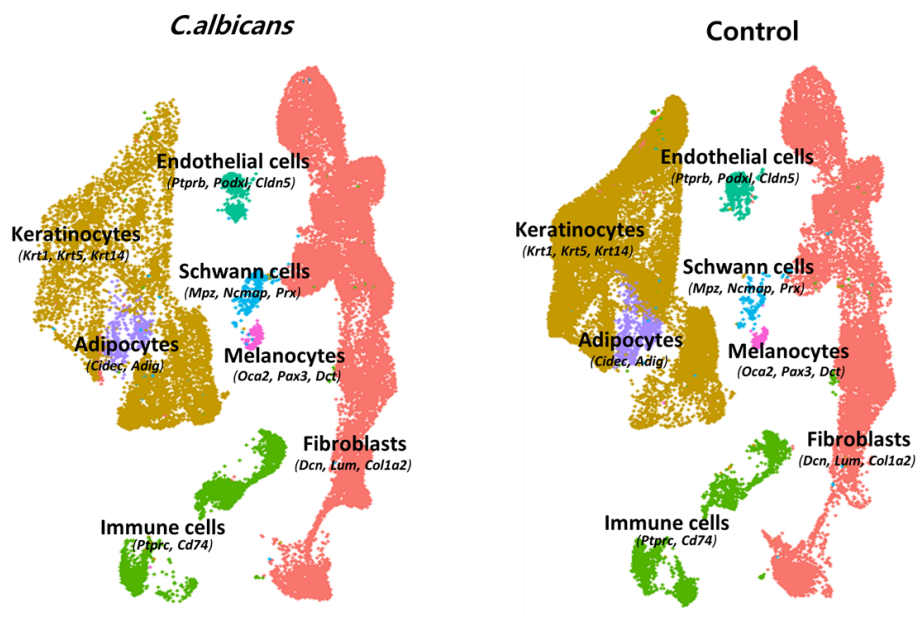 C.albicans
Endothelial cells
(Ptprb, Podxl, Cldn5)
Keratinocytes
(Krt1, Krt5, Krt14)
Schwann cells
(Mpz, Ncmap, Prx)
Adipocytes
(Cidec, Adig)
Melanocytes
(Oca2, Pax3, Dct)
Fibroblasts
(Dcn, Lum, Col1a2)
Immune cells
(Ptprc, Cd74)
Control
Endothelial cells
(Ptprb, Podxl, Cldn5)
Keratinocytes
(Krt1, Krt5, Krt14)
Schwann cells
(Mpz, Ncmap, Prx)
Adipocytes
(Cidec, Adig)
Melanocytes
(Oca2, Pax3, Dct)
Fibroblasts
(Dcn, Lum, Col1a2)
Immune cells
(Ptprc, Cd74)